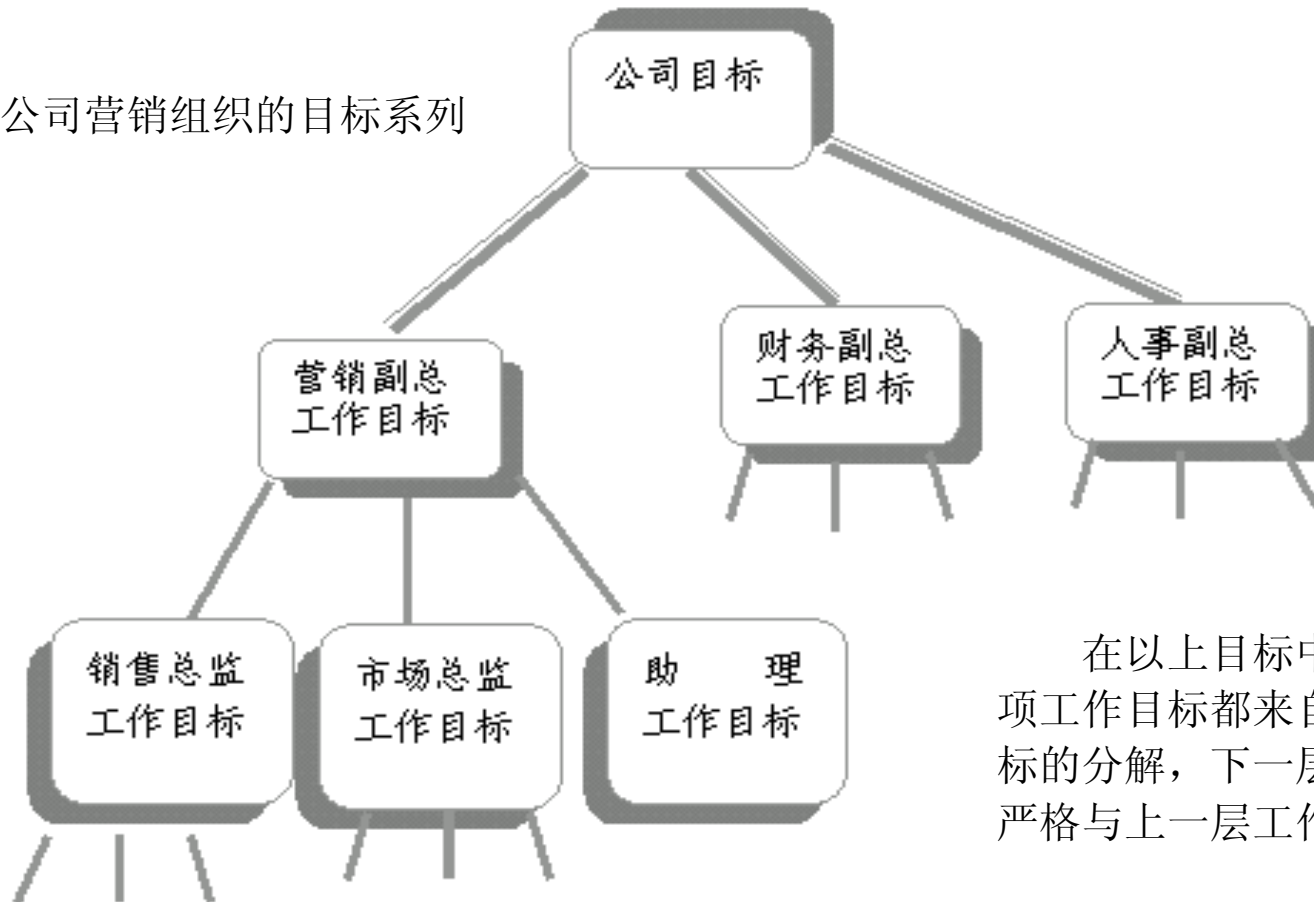 公司目标
公司营销组织的目标系列
营销副总
工作目标
财务副总
工作目标
人事副总
工作目标
销售总监
工作目标
市场总监
工作目标
助 理
工作目标
在以上目标中
项工作目标都来自
标的分解，下一层
严格与上一层工作